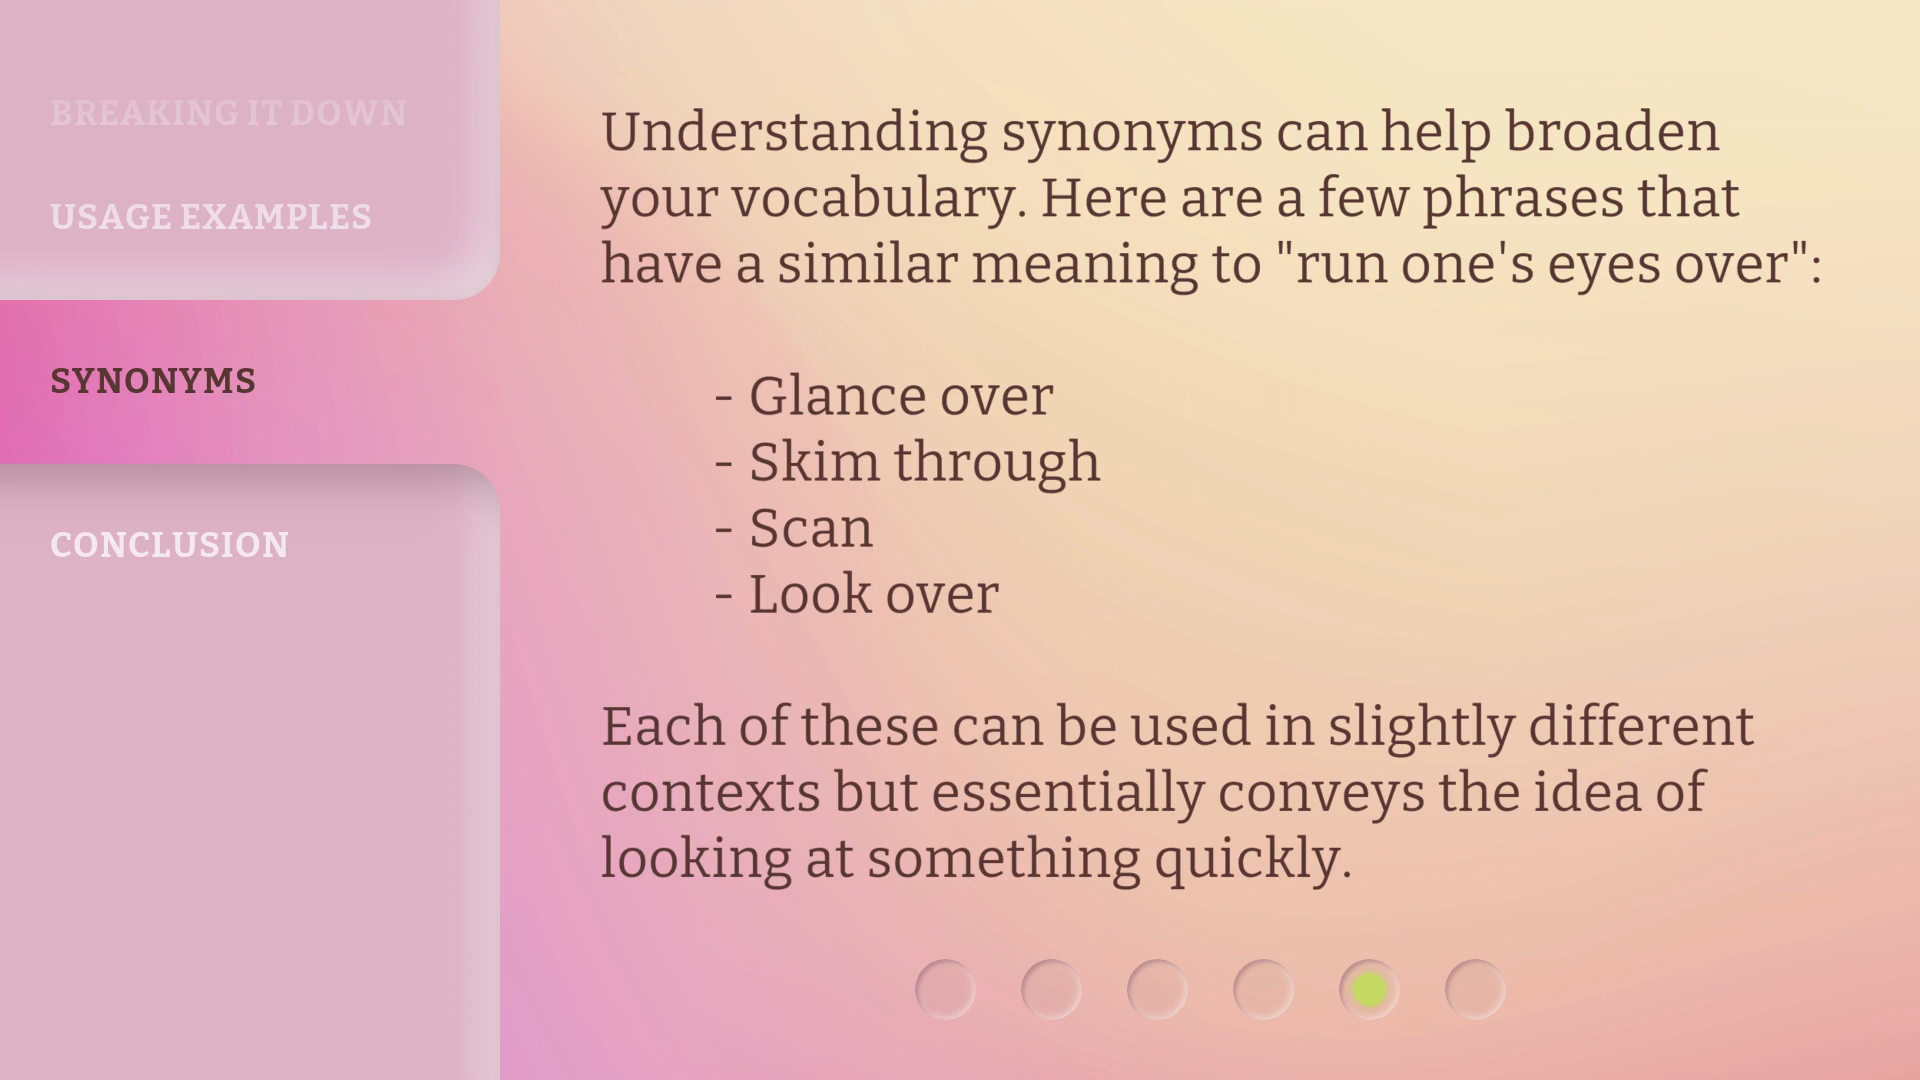 BREAKING IT DOWN
USAGE EXAMPLES
SYNONYMS
CONCLUSION
Understanding synonyms can help broaden
your vocabulary. Here are a few phrases that
have a similar meaning to "run one's eyes over":
- Glance over
- Skim through
- Scan
- Look over
Each of these can be used in slightly different
contexts but essentially conveys the idea of
looking at something quickly.